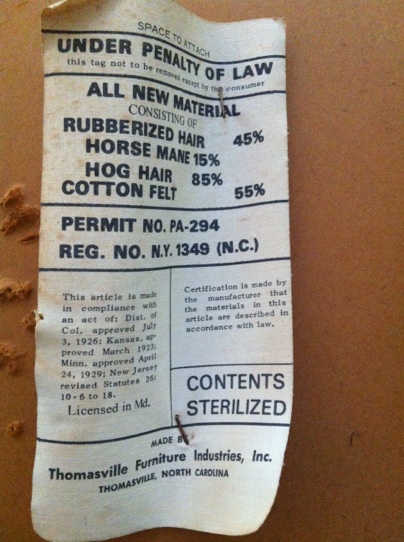 SPACE TO ATTACH
UNDER PENALTY OF LAW
this tag not to be removed except by the consumer
ALL NEW MATERIAL
CONSISTING OF
RUBBERIZED HAIR 45%
HORSE MANE 15%
HOG HAIR 85%
COTTON FELT 55%
PERMIT NO. PA-294
REG. NO. N.Y. 1349 (N.C.)
This article is made
in compliance with
an act of: Dist. of
Col. approved July
3, 1926; Kansas, ap-
proved March 1923;
Minn. approved April
24, 1929; New Jersey
revised Statutes 26:
10-6 to 18.
Licensed in Md.
Certification is made by
the manufacturer that
the materials in this
article are described in
accordance with law.
CONTENTS
STERILIZED
MADE BY
Thomasville Furniture Industries, Inc.
THOMASVILLE, NORTH CAROLINA